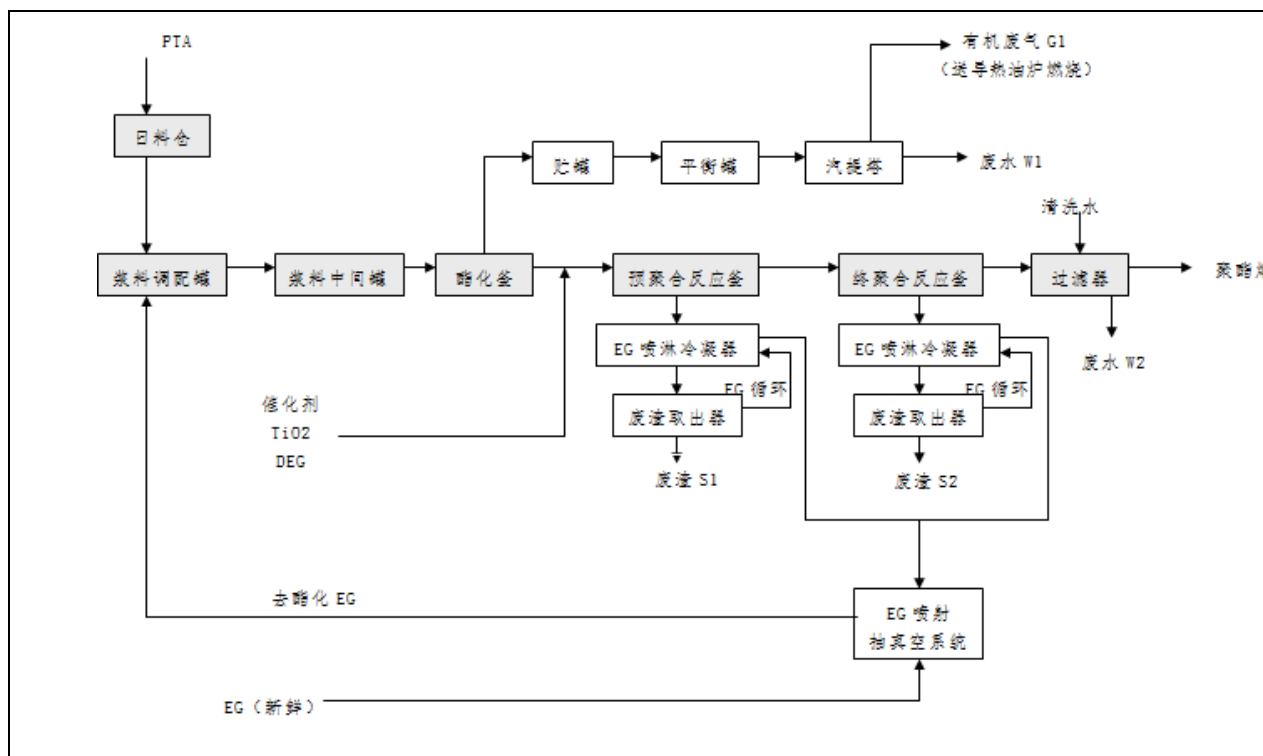 PTA
有机废气 G1
（送导热油炉燃烧）
日料仓
贮罐
平衡罐
汽提塔
废水 W1
清洗水
浆料调配罐
浆料中间罐
酯化釜
预聚合反应釜
终聚合反应釜
过滤器
聚酯熔
EG 喷淋冷凝器
EG 喷淋冷凝器
废水 W2
EG 循环
EG 循环
催化剂
TiO2
DEG
废渣取出器
废渣取出器
废渣 S1
废渣 S2
去酯化 EG
EG 喷射
抽真空系统
EG（新鲜）